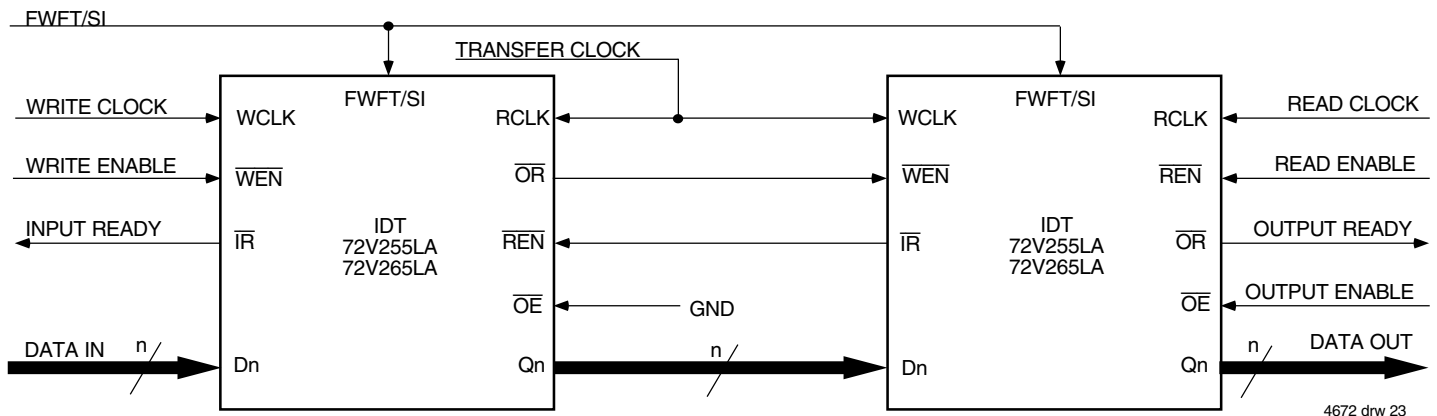 FWFT/SI
TRANSFER CLOCK
FWFT/SI
FWFT/SI
WRITE CLOCK
WCLK
RCLK
WCLK
RCLK
READ CLOCK
WRITE ENABLE
WEN
OR
WEN
REN
READ ENABLE
INPUT READY
IR
IDT
72V255LA
72V265LA
REN
IR
IDT
72V255LA
72V265LA
OR
OUTPUT READY
OE
GND
OE
OUTPUT ENABLE
DATA IN
n
Dn
Qn
n
Dn
Qn
n
DATA OUT
4672 drw 23